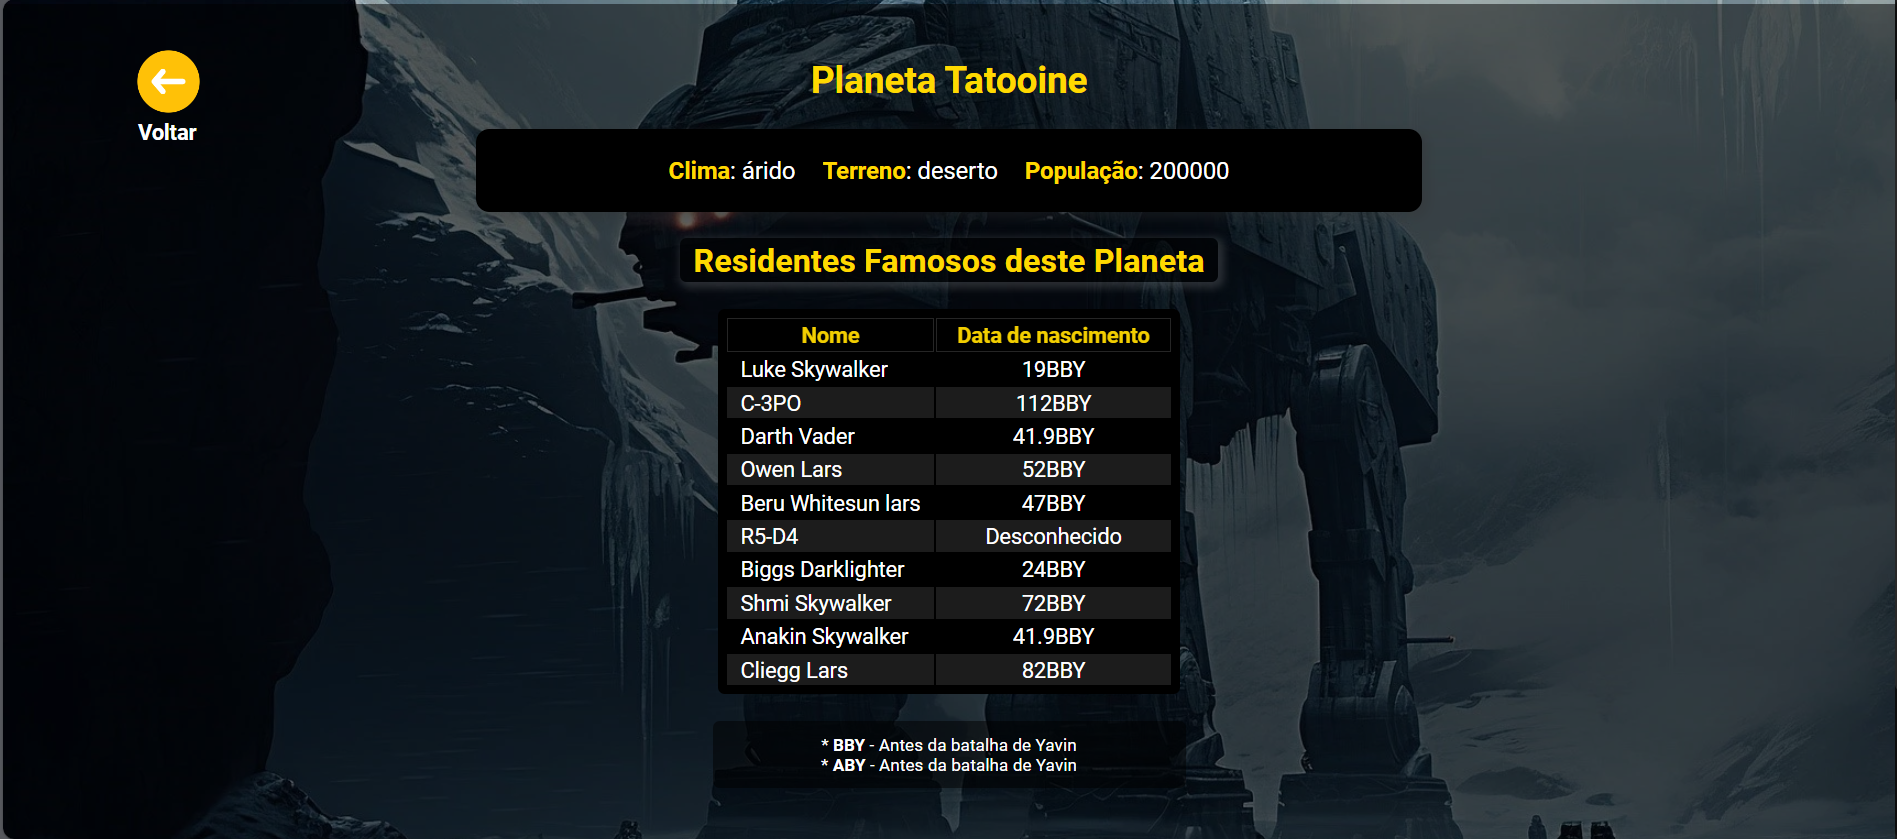 Voltar
Planeta Tatooine
Clima: árido Terreno: deserto População: 200000
Residentes Famosos deste Planeta
Nome Data de nascimento
Luke Skywalker 19BBY
C-3PO 112BBY
Darth Vader 41.9BBY
Owen Lars 52BBY
Beru Whitesun lars 47BBY
R5-D4 Desconhecido
Biggs Darklighter 24BBY
Shmi Skywalker 72BBY
Anakin Skywalker 41.9BBY
Cliegg Lars 82BBY
* BBY - Antes da batalha de Yavin
* ABY - Antes da batalha de Yavin